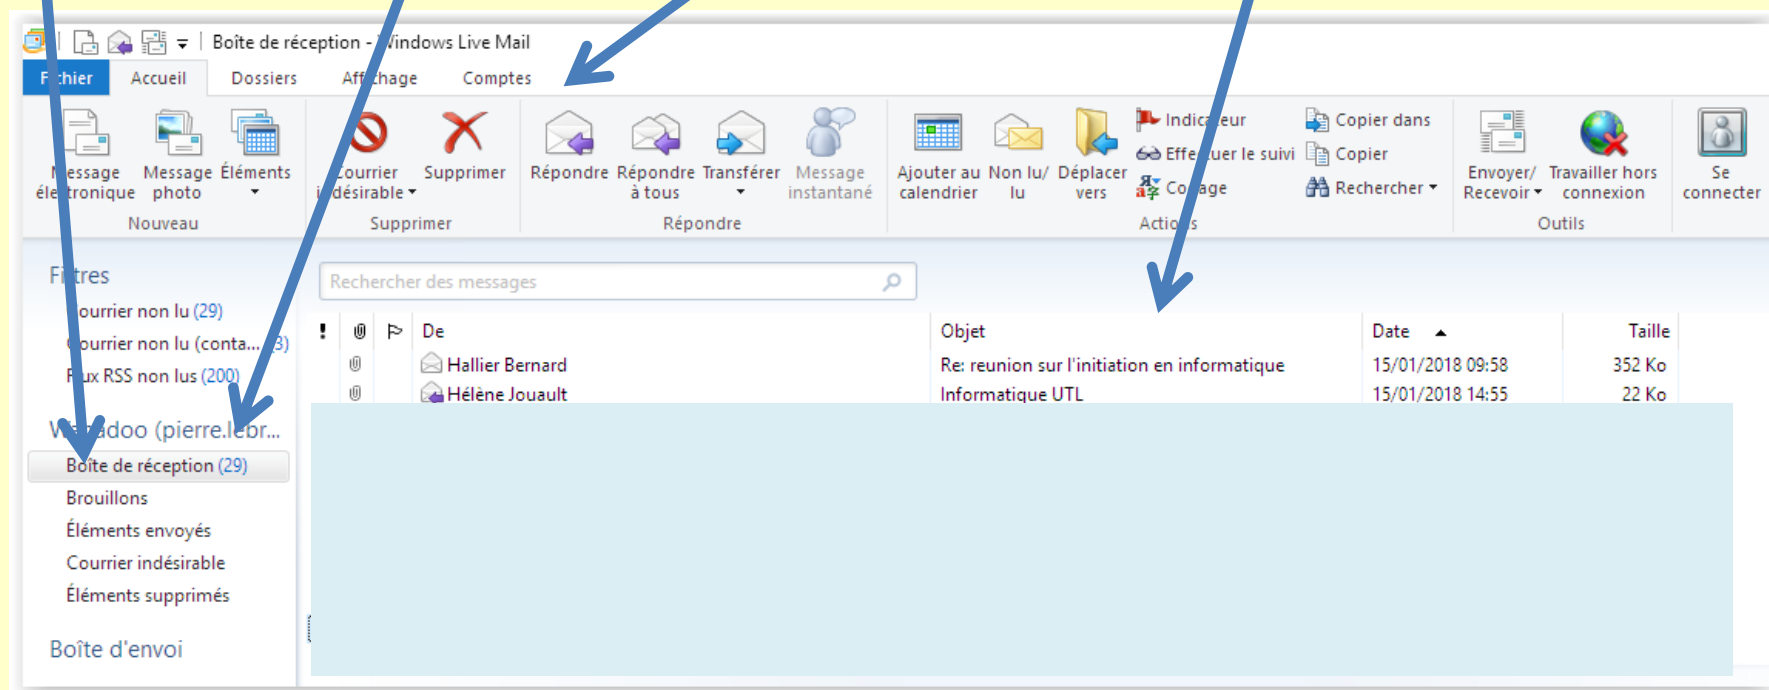 Boîte de réception - Windows Live Mail
Fichier Accueil Dossiers Affichage Comptes
Message électronique
Message photo
Éléments
Nouveau
Courrier indésirable
Supprimer
Supprimer
Répondre
Répondre à tous
Transférer
Message instantané
Répondre
Ajouter au calendrier
Non lu/ lu
Déplacer vers
Indicateur
Effectuer le suivi
Codage
Copier dans
Copier
Rechercher
Actions
Envoyer/ Recevoir
Travailler hors connexion
Outils
Se connecter
Filtres
Courrier non lu (29)
Courrier non lu (conta... (3)
Flux RSS non lus (200)
Wanadoo (pierre.lebr...
Boîte de réception (29)
Brouillons
Éléments envoyés
Courrier indésirable
Éléments supprimés
Boîte d'envoi
Rechercher des messages
! De Objet Date Taille
Hallier Bernard Re: reunion sur l'initiation en informatique 15/01/2018 09:58 352 Ko
Hélène Jouault Informatique UTL 15/01/2018 14:55 22 Ko